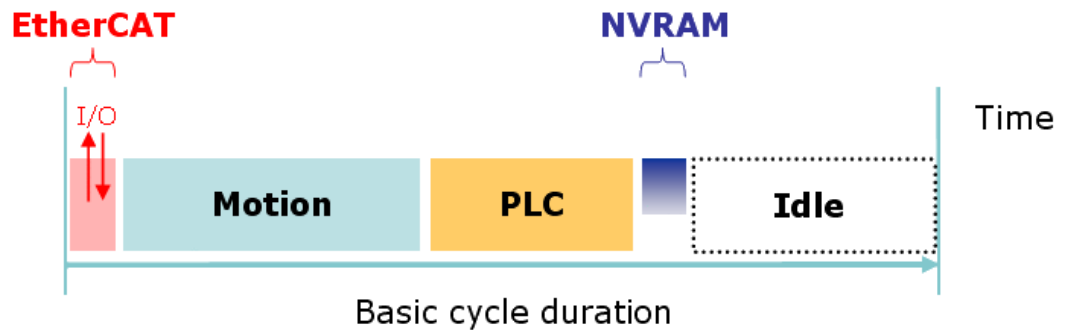 EtherCAT
NVRAM
I/O
Time
Motion
PLC
Idle
Basic cycle duration